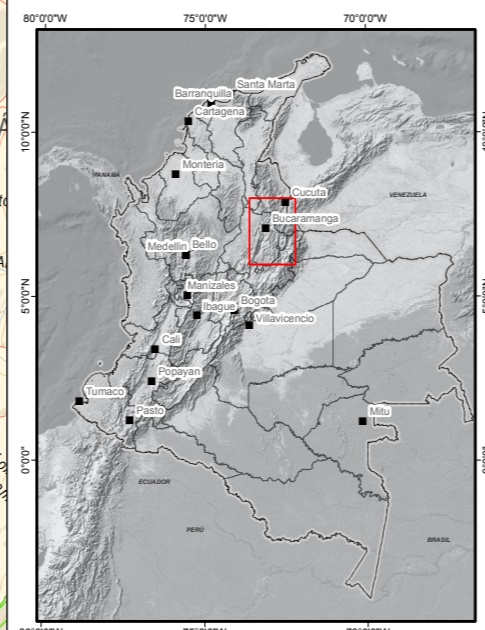 80°0'0"W 75°0'0"W 70°0'0"W
Santa Marta
Barranquilla
Cartagena
10°0'0"N
Monteria
PANAMÁ
VENEZUELA
Cucuta
Bucaramanga
Medellin Bello
Manizales
5°0'0"N
Ibague Bogota
Villavicencio
Cali
Popayan
Tumaco
Pasto
Mitu
0°0'0"
ECUADOR
PERÚ
BRASIL